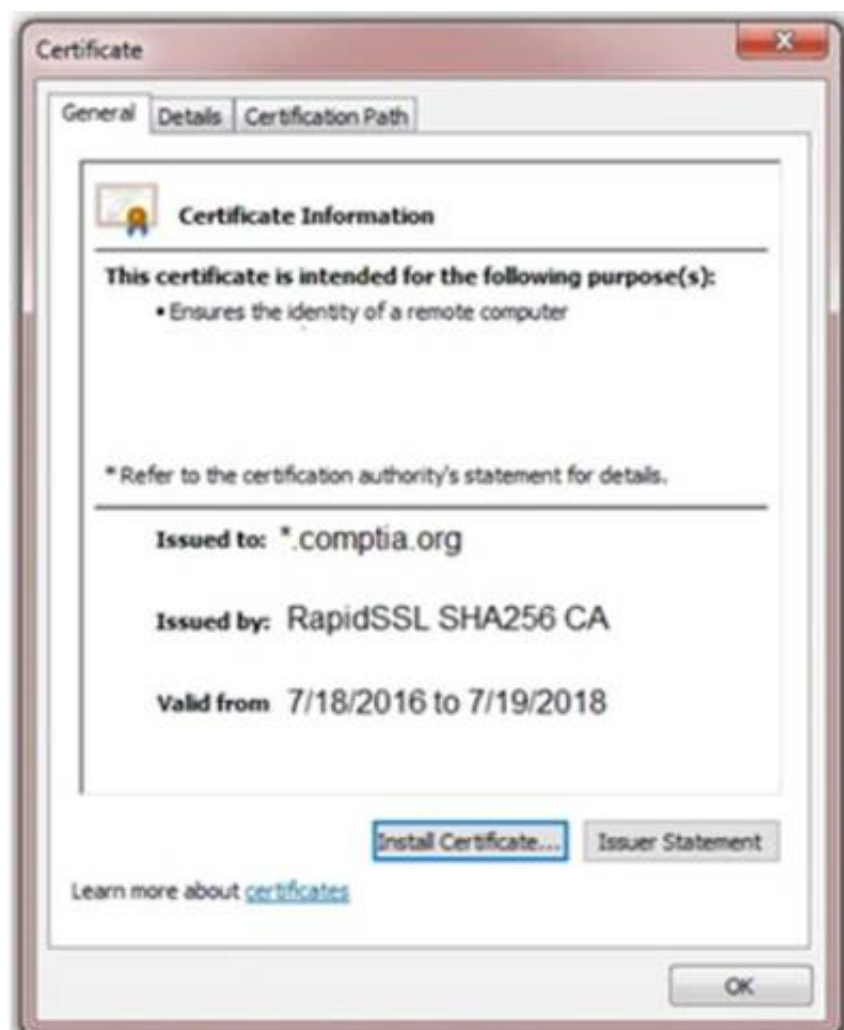 Certificate
General Details Certification Path
Certificate Information
This certificate is intended for the following purpose(s):
• Ensures the identity of a remote computer
* Refer to the certification authority's statement for details.
Issued to: *.comptia.org
Issued by: RapidSSL SHA256 CA
Valid from 7/18/2016 to 7/19/2018
Install Certificate... Issuer Statement
Learn more about certificates
OK